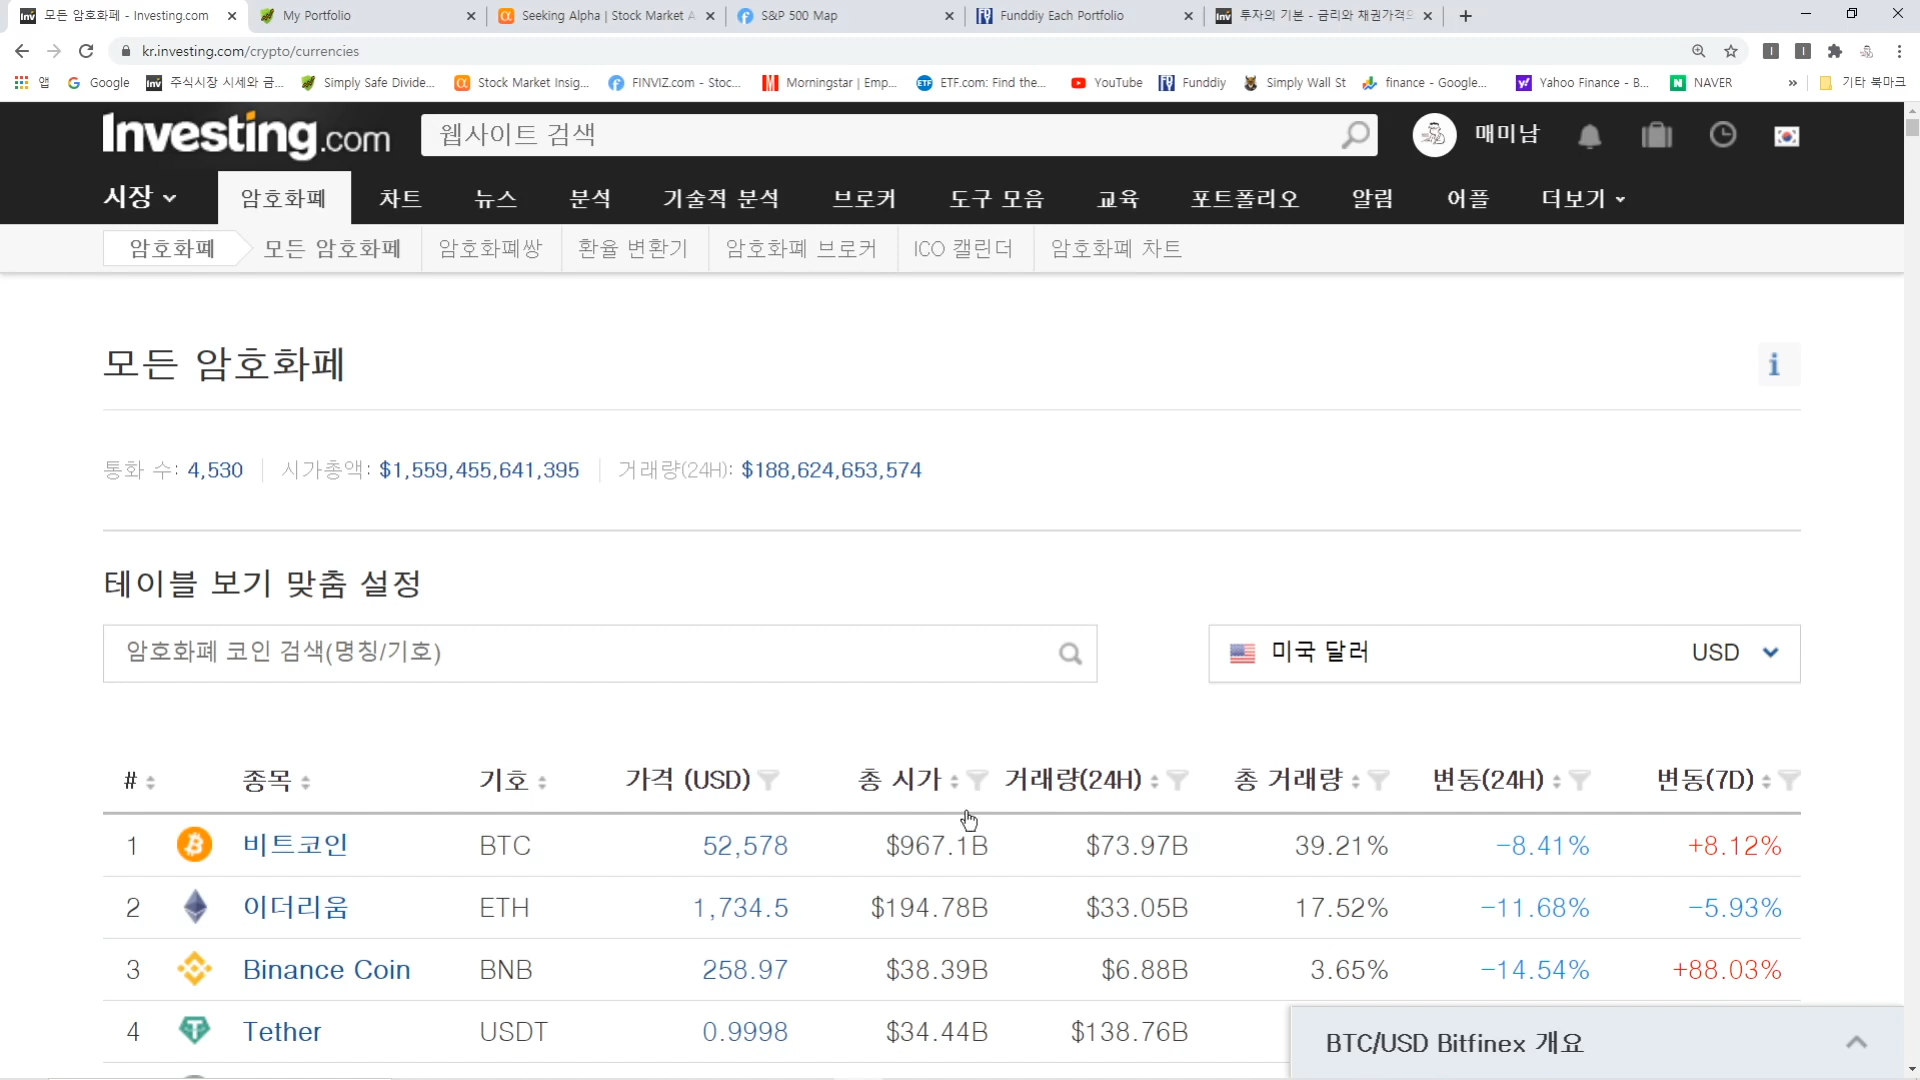 모든 암호화폐 - Investing.com
My Portfolio
Seeking Alpha | Stock Market A
S&P 500 Map
Funddiy Each Portfolio
투자의 기본 - 금리와 채권가격의
kr.investing.com/crypto/currencies
앱
Google
주식시장 시세와 금...
Simply Safe Divide...
Stock Market Insig...
FINVIZ.com - Stoc...
Morningstar | Emp...
ETF.com: Find the...
YouTube
Funddiy
Simply Wall St
finance - Google...
Yahoo Finance - B...
NAVER
»
기타 북마크
Investing.com
웹사이트 검색
매미남
시장
암호화폐
차트
뉴스
분석
기술적 분석
브로커
도구 모음
교육
포트폴리오
알림
어플
더보기
암호화폐
모든 암호화폐
암호화폐쌍
환율 변환기
암호화폐 브로커
ICO 캘린더
암호화폐 차트
모든 암호화폐
통화 수: 4,530
시가총액: $1,559,455,641,395
거래량(24H): $188,624,653,574
테이블 보기 맞춤 설정
암호화폐 코인 검색(명칭/기호)
미국 달러 USD
# 종목 기호 가격 (USD) 총 시가 거래량(24H) 총 거래량 변동(24H) 변동(7D)
1 비트코인 BTC 52,578 $967.1B $73.97B 39.21% -8.41% +8.12%
2 이더리움 ETH 1,734.5 $194.78B $33.05B 17.52% -11.68% -5.93%
3 Binance Coin BNB 258.97 $38.39B $6.88B 3.65% -14.54% +88.03%
4 Tether USDT 0.9998 $34.44B $138.76B
BTC/USD Bitfinex 개요